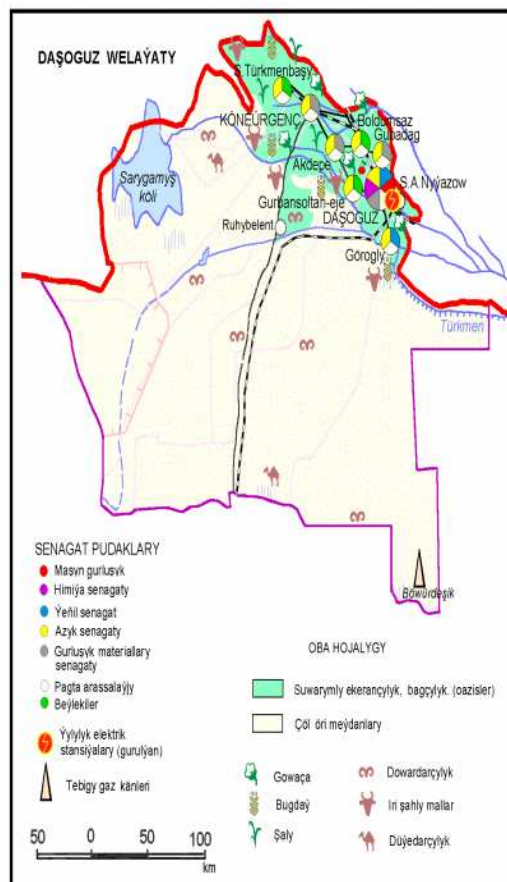 DAŞOGUZ WELAÝATY
S.Türkmenbaşy
KÖNEÜRGENÇ
Boldumsaz
Gubadag
Akdepe
S.A.Nyýazow
Gurbansoltan-eje
DAŞOGUZ
Sarygamyş
köli
Ruhybelent
Görogly
Türkmen
Böwürdeşik
SENAGAT PUDAKLARY
Maşyn gurluşyk
Himiýa senagaty
Ýeňil senagat
Azyk senagaty
Gurluşyk materiallary
senagaty
Pagta arassalaýjy
Beýlekiler
Ýylylyk elektrik
stansiýalary (gurulýan)
Tebigy gaz känleri
50 0 50 100
km
OBA HOJALYGY
Suwarymly ekerançylyk, bagçylyk. (oazisler)
Çöl öri meýdanlary
Gowaça
Bugdaý
Şaly
Dowardarçylyk
Iri şahly mallar
Düýedarçylyk